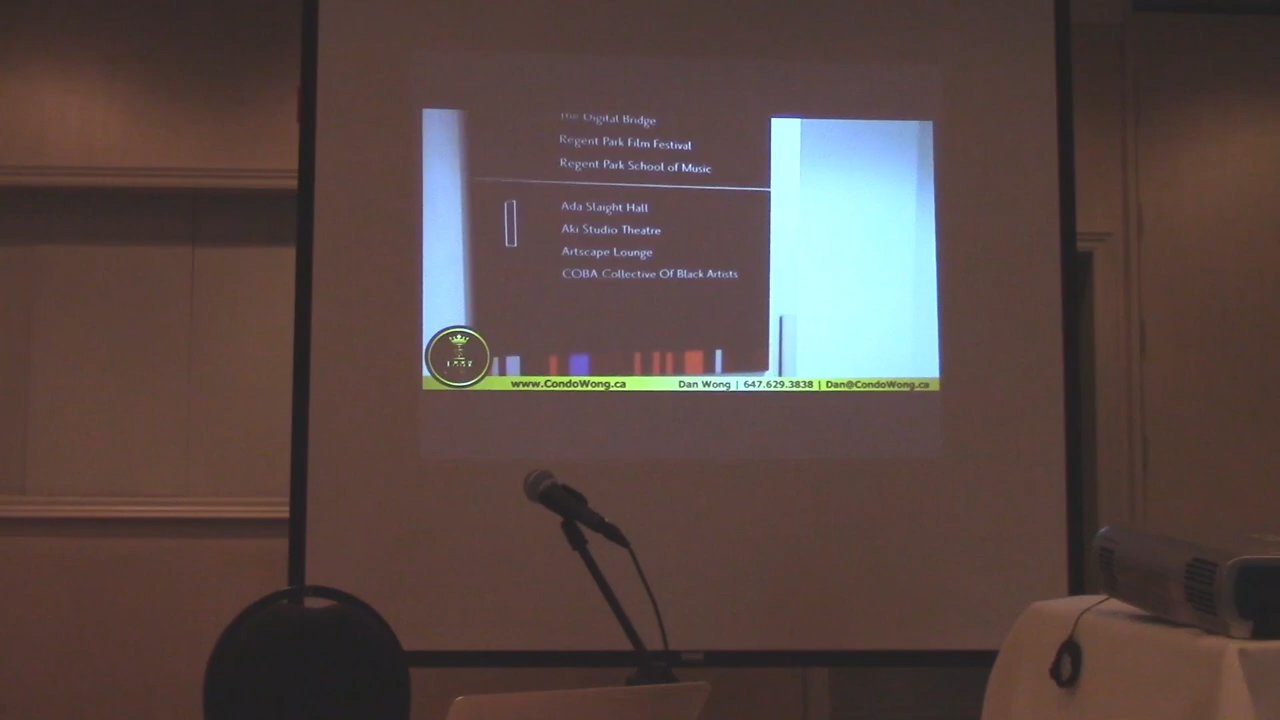 The Digital Bridge
Regent Park Film Festival
Regent Park School of Music
Ada Slaight Hall
Aki Studio Theatre
Artscape Lounge
COBA Collective Of Black Artists
www.CondoWong.ca
Dan Wong | 647.629.3838 | Dan@CondoWong.ca